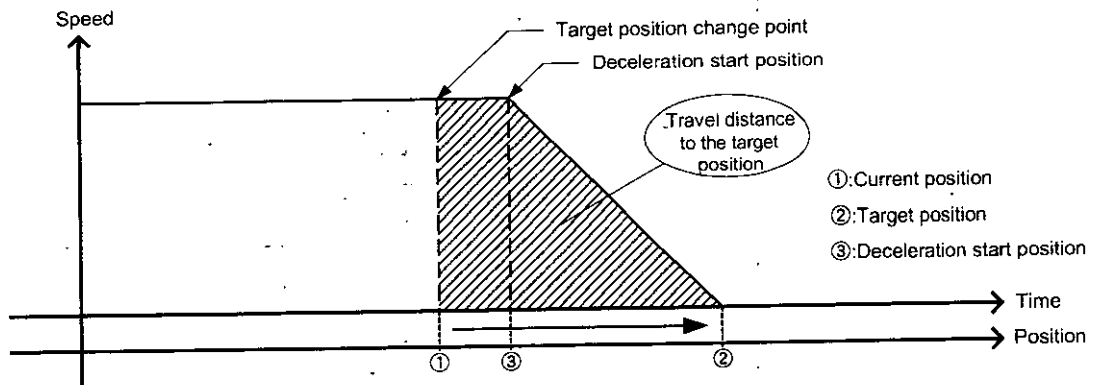 Speed
Target position change point
Deceleration start position
Travel distance
to the target
position
①:Current position
②:Target position
③:Deceleration start position
Time
Position
① ③ ②